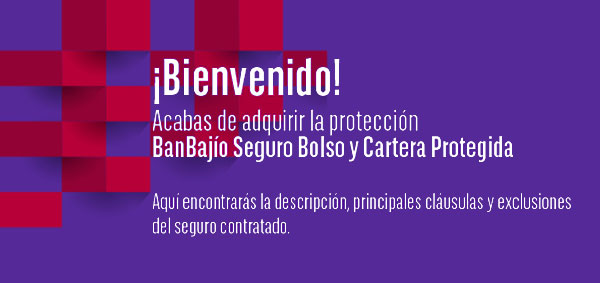 ¡Bienvenido!
Acabas de adquirir la protección
BanBajío Seguro Bolso y Cartera Protegida
Aquí encontrarás la descripción, principales cláusulas y exclusiones
del seguro contratado.